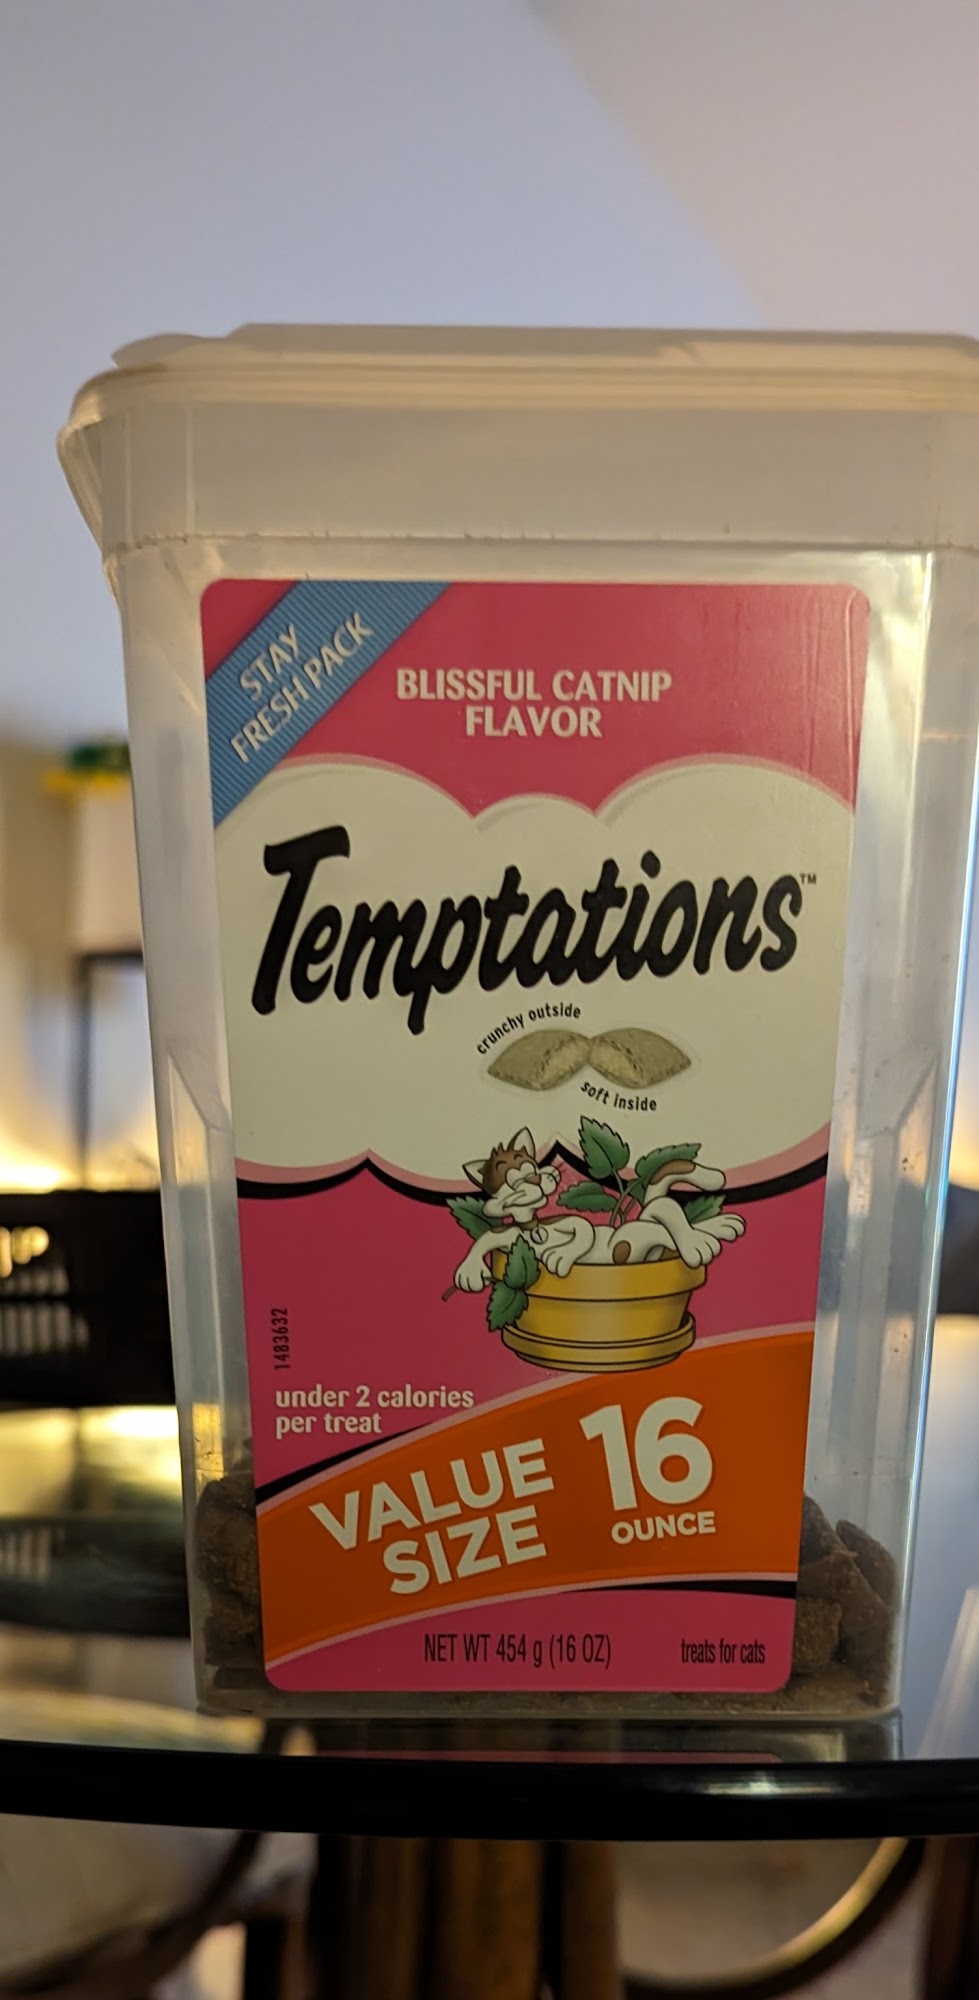 STAY
FRESH PACK
BLISSFUL CATNIP
FLAVOR
Temptations™
crunchy outside
soft inside
1483632
under 2 calories
per treat
VALUE
SIZE
16
OUNCE
NET WT 454 g (16 OZ)
treats for cats